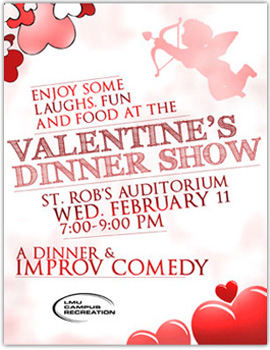 ENJOY SOME
LAUGHS, FUN
AND FOOD AT THE
VALENTINE'S
DINNER SHOW
ST. ROB'S AUDITORIUM
WED. FEBRUARY 11
7:00-9:00 PM
A DINNER &
IMPROV COMEDY
LMU
CAMPUS
RECREATION